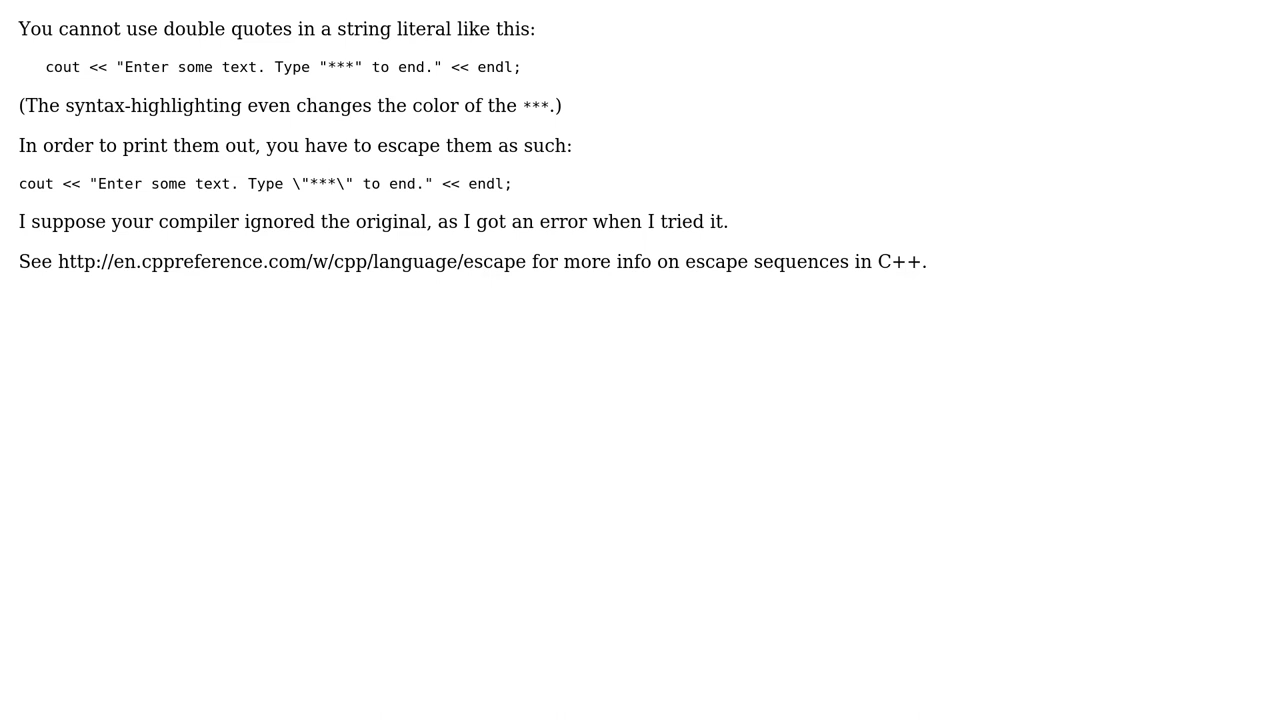 You cannot use double quotes in a string literal like this:
cout << "Enter some text. Type "***" to end." << endl;
(The syntax-highlighting even changes the color of the ***.)
In order to print them out, you have to escape them as such:
cout << "Enter some text. Type \"***\" to end." << endl;
I suppose your compiler ignored the original, as I got an error when I tried it.
See http://en.cppreference.com/w/cpp/language/escape for more info on escape sequences in C++.